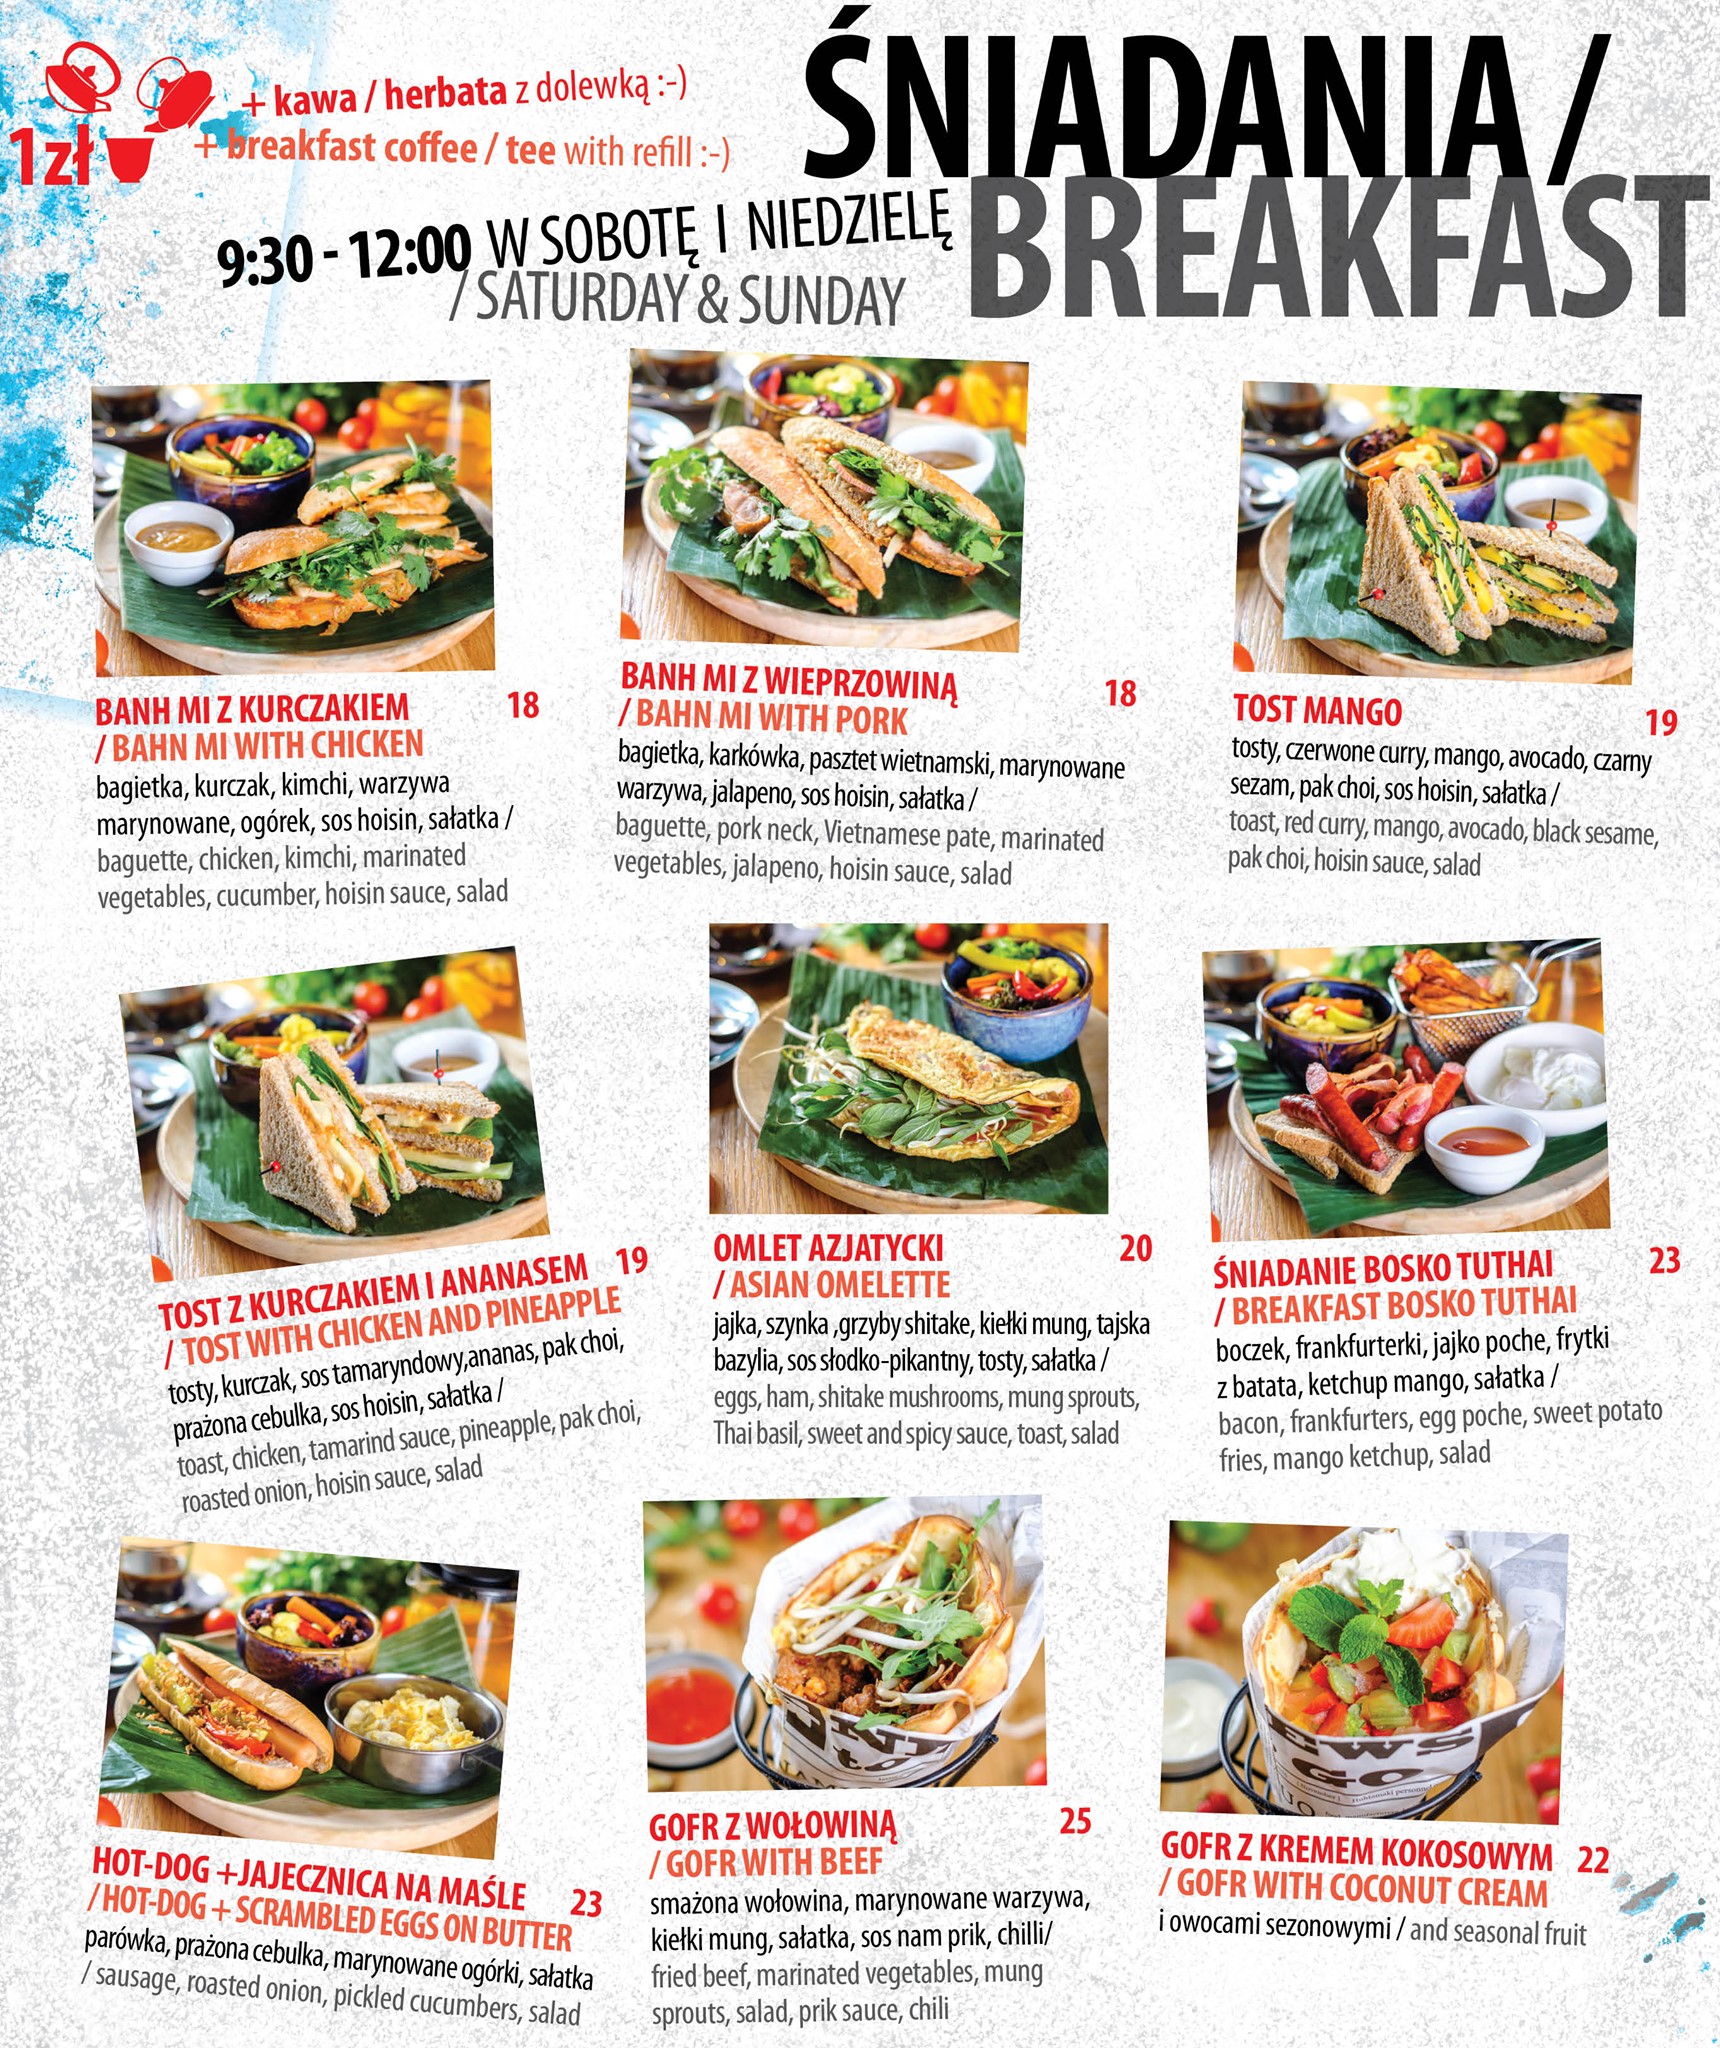 1zł
+ kawa / herbata z dolewką :-)
+ breakfast coffee / tee with refill :-)
ŚNIADANIA /
BREAKFAST
9:30 - 12:00 W SOBOTĘ I NIEDZIELĘ
/ SATURDAY & SUNDAY
BANH MI Z KURCZAKIEM 18
/ BAHN MI WITH CHICKEN
bagietka, kurczak, kimchi, warzywa
marynowane, ogórek, sos hoisin, sałatka /
baguette, chicken, kimchi, marinated
vegetables, cucumber, hoisin sauce, salad
BANH MI Z WIEPRZOWINĄ 18
/ BAHN MI WITH PORK
bagietka, karkówka, pasztet wietnamski, marynowane
warzywa, jalapeno, sos hoisin, sałatka /
baguette, pork neck, Vietnamese pate, marinated
vegetables, jalapeno, hoisin sauce, salad
TOST MANGO 19
tosty, czerwone curry, mango, avocado, czarny
sezam, pak choi, sos hoisin, sałatka /
toast, red curry, mango, avocado, black sesame,
pak choi, hoisin sauce, salad
TOST Z KURCZAKIEM I ANANASEM 19
/ TOST WITH CHICKEN AND PINEAPPLE
tosty, kurczak, sos tamaryndowy,ananas, pak choi,
prażona cebulka, sos hoisin, sałatka /
toast, chicken, tamarind sauce, pineapple, pak choi,
roasted onion, hoisin sauce, salad
OMLET AZJATYCKI 20
/ ASIAN OMELETTE
jajka, szynka ,grzyby shitake, kiełki mung, tajska
bazylia, sos słodko-pikantny, tosty, sałatka /
eggs, ham, shitake mushrooms, mung sprouts,
Thai basil, sweet and spicy sauce, toast, salad
ŚNIADANIE BOSKO TUTHAI 23
/ BREAKFAST BOSKO TUTHAI
boczek, frankfurterki, jajko poche, frytki
z batata, ketchup mango, sałatka /
bacon, frankfurters, egg poche, sweet potato
fries, mango ketchup, salad
HOT-DOG +JAJECZNICA NA MAŚLE 23
/ HOT-DOG + SCRAMBLED EGGS ON BUTTER
parówka, prażona cebulka, marynowane ogórki, sałatka
/ sausage, roasted onion, pickled cucumbers, salad
GOFR Z WOŁOWINĄ 25
/ GOFR WITH BEEF
smażona wołowina, marynowane warzywa,
kiełki mung, sałatka, sos nam prik, chilli/
fried beef, marinated vegetables, mung
sprouts, salad, prik sauce, chili
EWS
GO
GOFR Z KREMEM KOKOSOWYM 22
/ GOFR WITH COCONUT CREAM
i owocami sezonowymi / and seasonal fruit